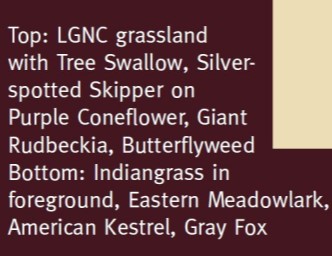 Top: LGNC grassland
with Tree Swallow, Silver-
spotted Skipper on
Purple Coneflower, Giant
Rudbeckia, Butterflyweed
Bottom: Indiangrass in
foreground, Eastern Meadowlark,
American Kestrel, Gray Fox